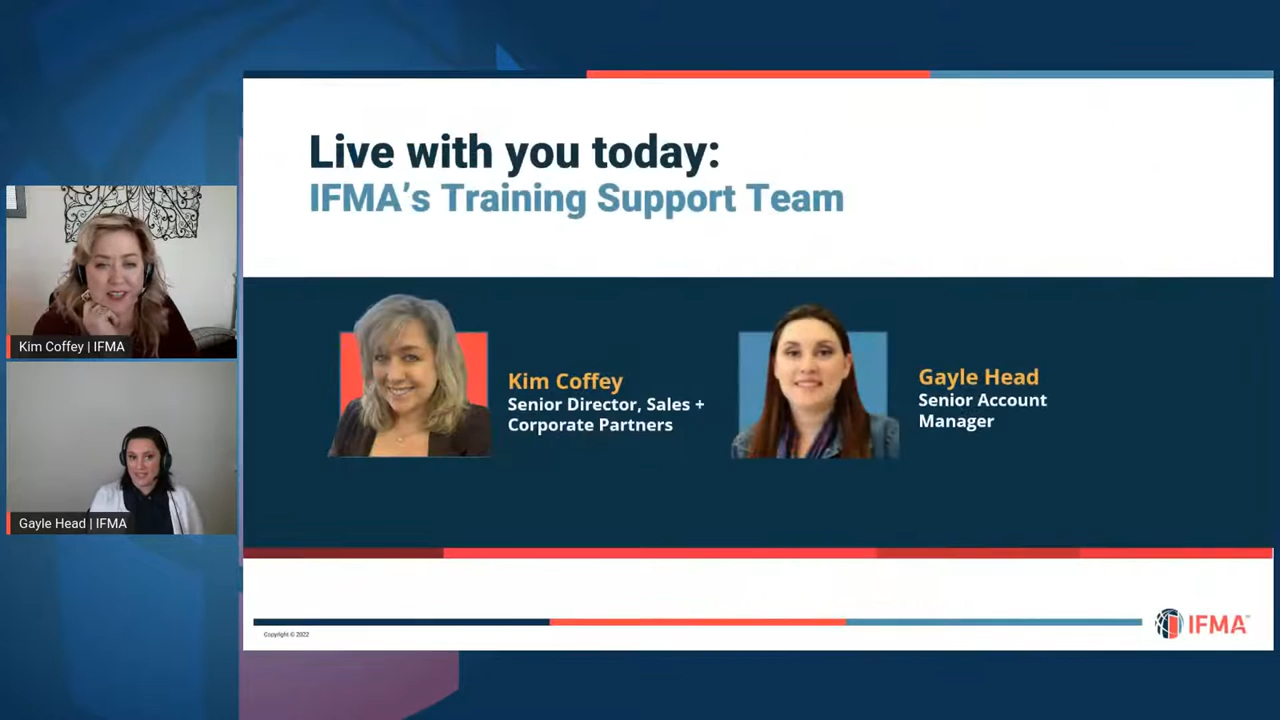 Live with you today:
IFMA's Training Support Team
Kim Coffey | IFMA
Gayle Head | IFMA
Kim Coffey
Senior Director, Sales +
Corporate Partners
Gayle Head
Senior Account
Manager
Copyright © 2022
IFMA™